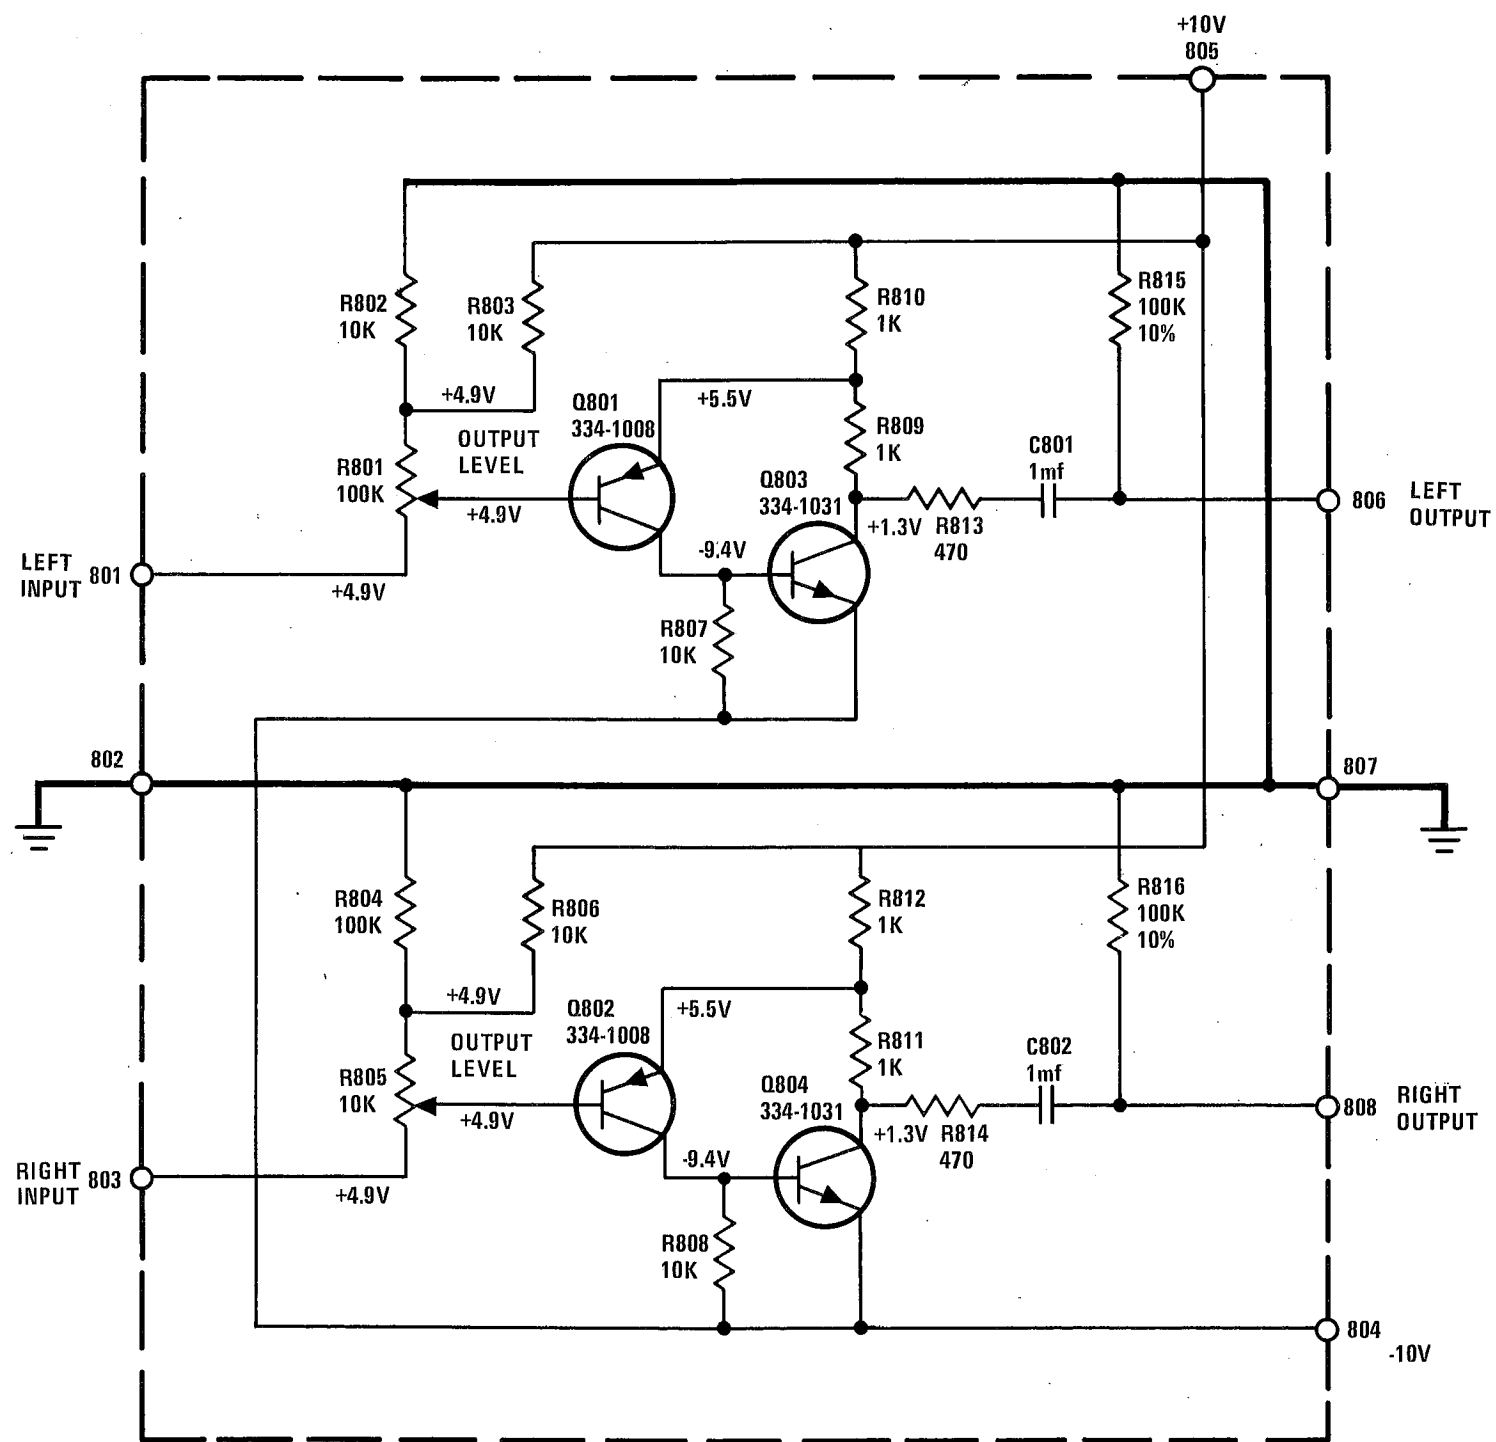 +10V
805
R802
10K
R803
10K
R810
1K
R815
100K
10%
+4.9V
+5.5V
Q801
334-1008
R809
1K
OUTPUT
LEVEL
C801
1mf
R801
100K
+4.9V
Q803
334-1031
+1.3V
R813
470
806
LEFT
OUTPUT
-9.4V
LEFT
INPUT
801
+4.9V
R807
10K
802
807
R804
100K
R806
10K
R812
1K
R816
100K
10%
+4.9V
+5.5V
Q802
334-1008
OUTPUT
LEVEL
R811
1K
C802
1mf
R805
10K
+4.9V
Q804
334-1031
+1.3V
R814
470
808
RIGHT
OUTPUT
-9.4V
RIGHT
INPUT
803
+4.9V
R808
10K
804
-10V